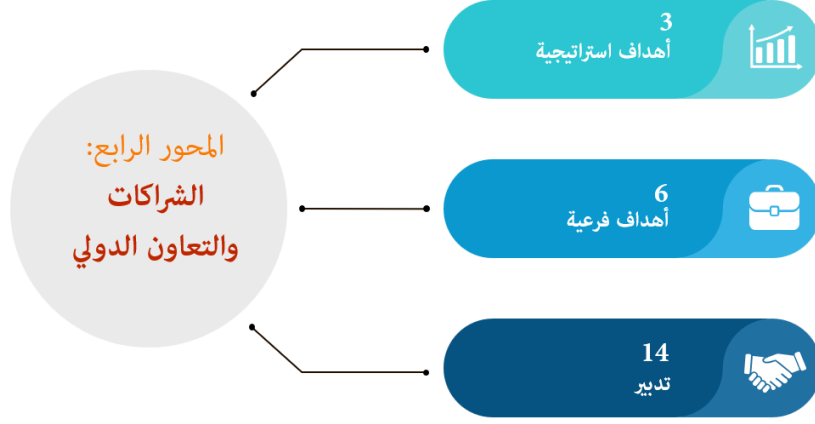 المحور الرابع:
الشراكات
والتعاون الدولي
3
أهداف استراتيجية
6
أهداف فرعية
14
تدبير